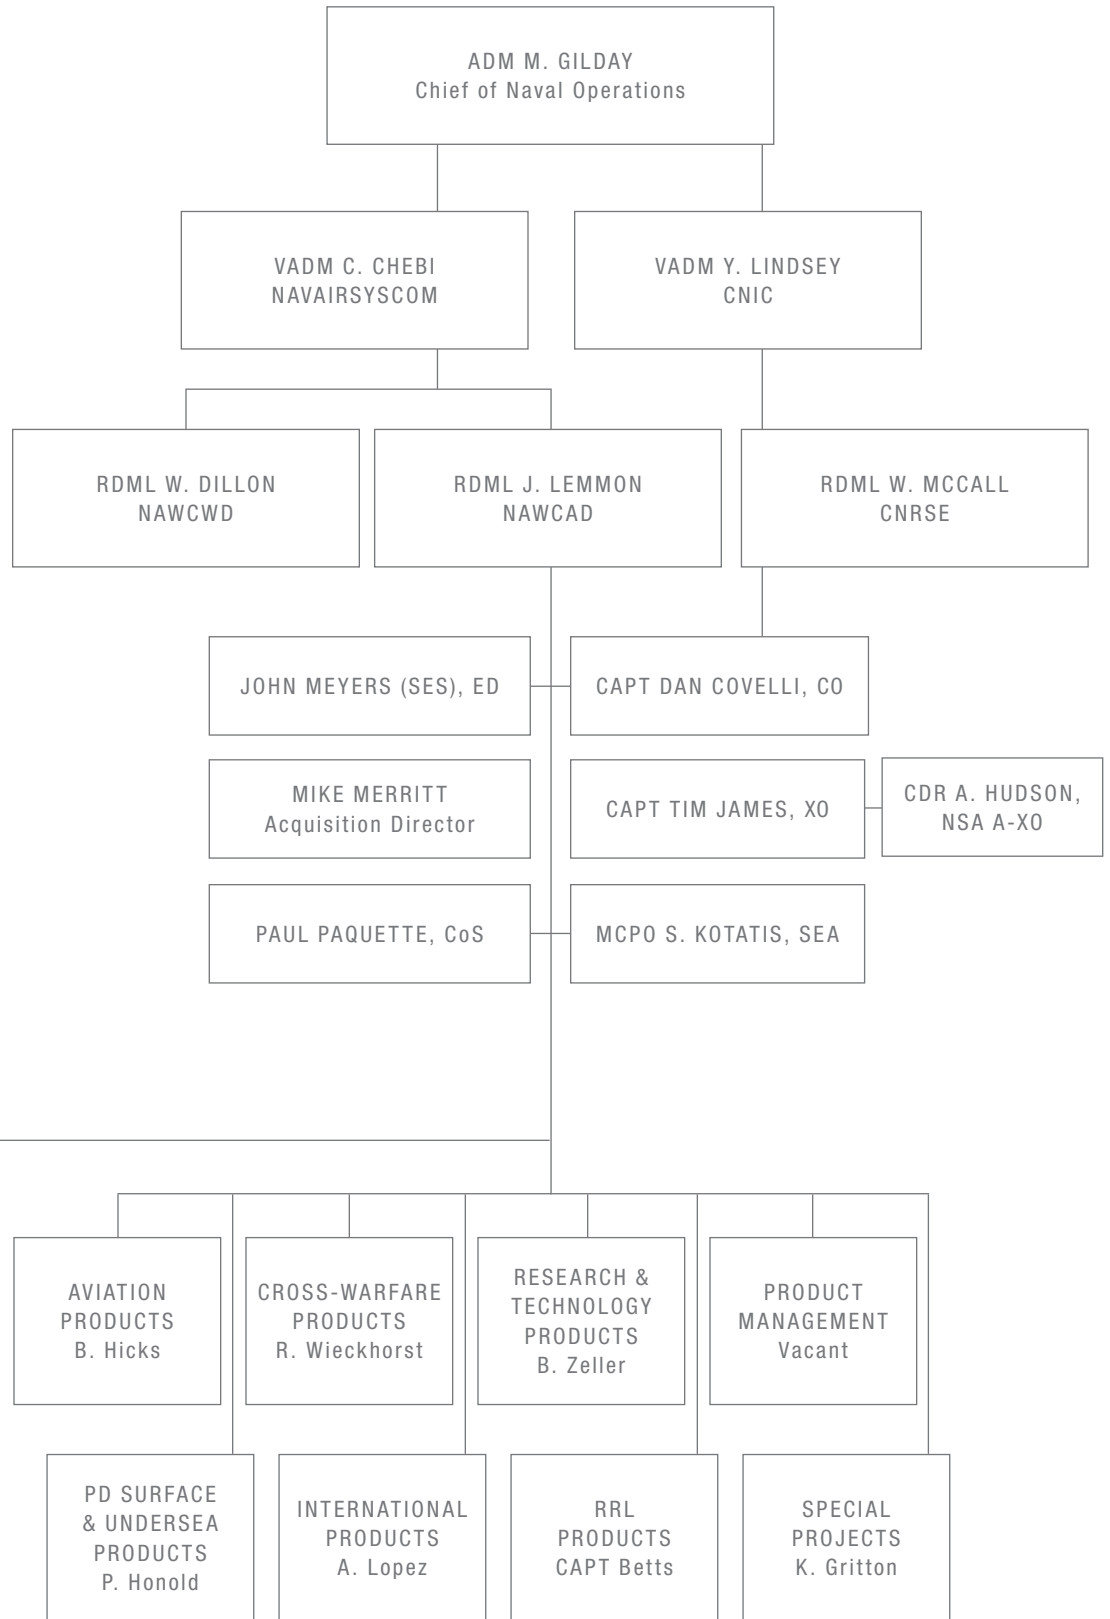 ADM M. GILDAY
Chief of Naval Operations
VADM C. CHEBI
NAVAIRSYSCOM
VADM Y. LINDSEY
CNIC
RDML W. DILLON
NAWCWD
RDML J. LEMMON
NAWCAD
RDML W. MCCALL
CNRSE
JOHN MEYERS (SES), ED
CAPT DAN COVELLI, CO
MIKE MERRITT
Acquisition Director
CAPT TIM JAMES, XO
CDR A. HUDSON,
NSA A-XO
PAUL PAQUETTE, CoS
MCPO S. KOTATIS, SEA
AVIATION
PRODUCTS
B. Hicks
CROSS-WARFARE
PRODUCTS
R. Wieckhorst
RESEARCH &
TECHNOLOGY
PRODUCTS
B. Zeller
PRODUCT
MANAGEMENT
Vacant
PD SURFACE
& UNDERSEA
PRODUCTS
P. Honold
INTERNATIONAL
PRODUCTS
A. Lopez
RRL
PRODUCTS
CAPT Betts
SPECIAL
PROJECTS
K. Gritton